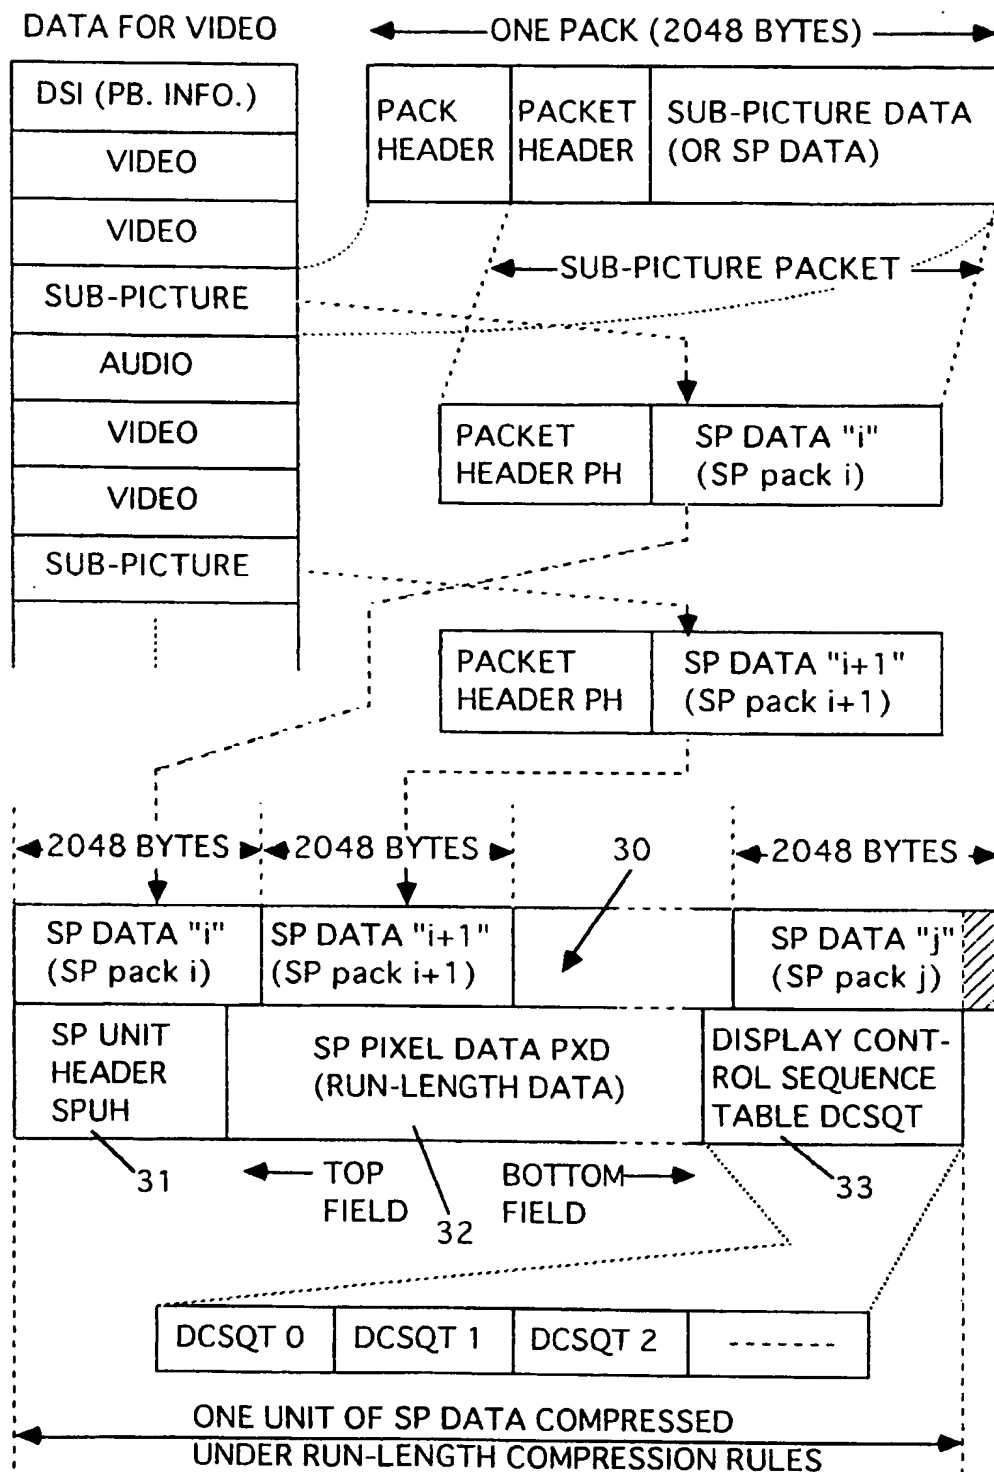 DATA FOR VIDEO
ONE PACK (2048 BYTES)
DSI (PB. INFO.)
VIDEO
VIDEO
SUB-PICTURE
AUDIO
VIDEO
VIDEO
SUB-PICTURE
PACK
HEADER
PACKET
HEADER
SUB-PICTURE DATA
(OR SP DATA)
SUB-PICTURE PACKET
PACKET
HEADER PH
SP DATA "i"
(SP pack i)
PACKET
HEADER PH
SP DATA "i+1"
(SP pack i+1)
2048 BYTES
2048 BYTES
30
2048 BYTES
SP DATA "i"
(SP pack i)
SP DATA "i+1"
(SP pack i+1)
SP DATA "j"
(SP pack j)
SP UNIT
HEADER
SPUH
SP PIXEL DATA PXD
(RUN-LENGTH DATA)
DISPLAY CONT-
ROL SEQUENCE
TABLE DCSQT
31
TOP
FIELD
32
BOTTOM
FIELD
33
DCSQT 0
DCSQT 1
DCSQT 2
------
ONE UNIT OF SP DATA COMPRESSED
UNDER RUN-LENGTH COMPRESSION RULES